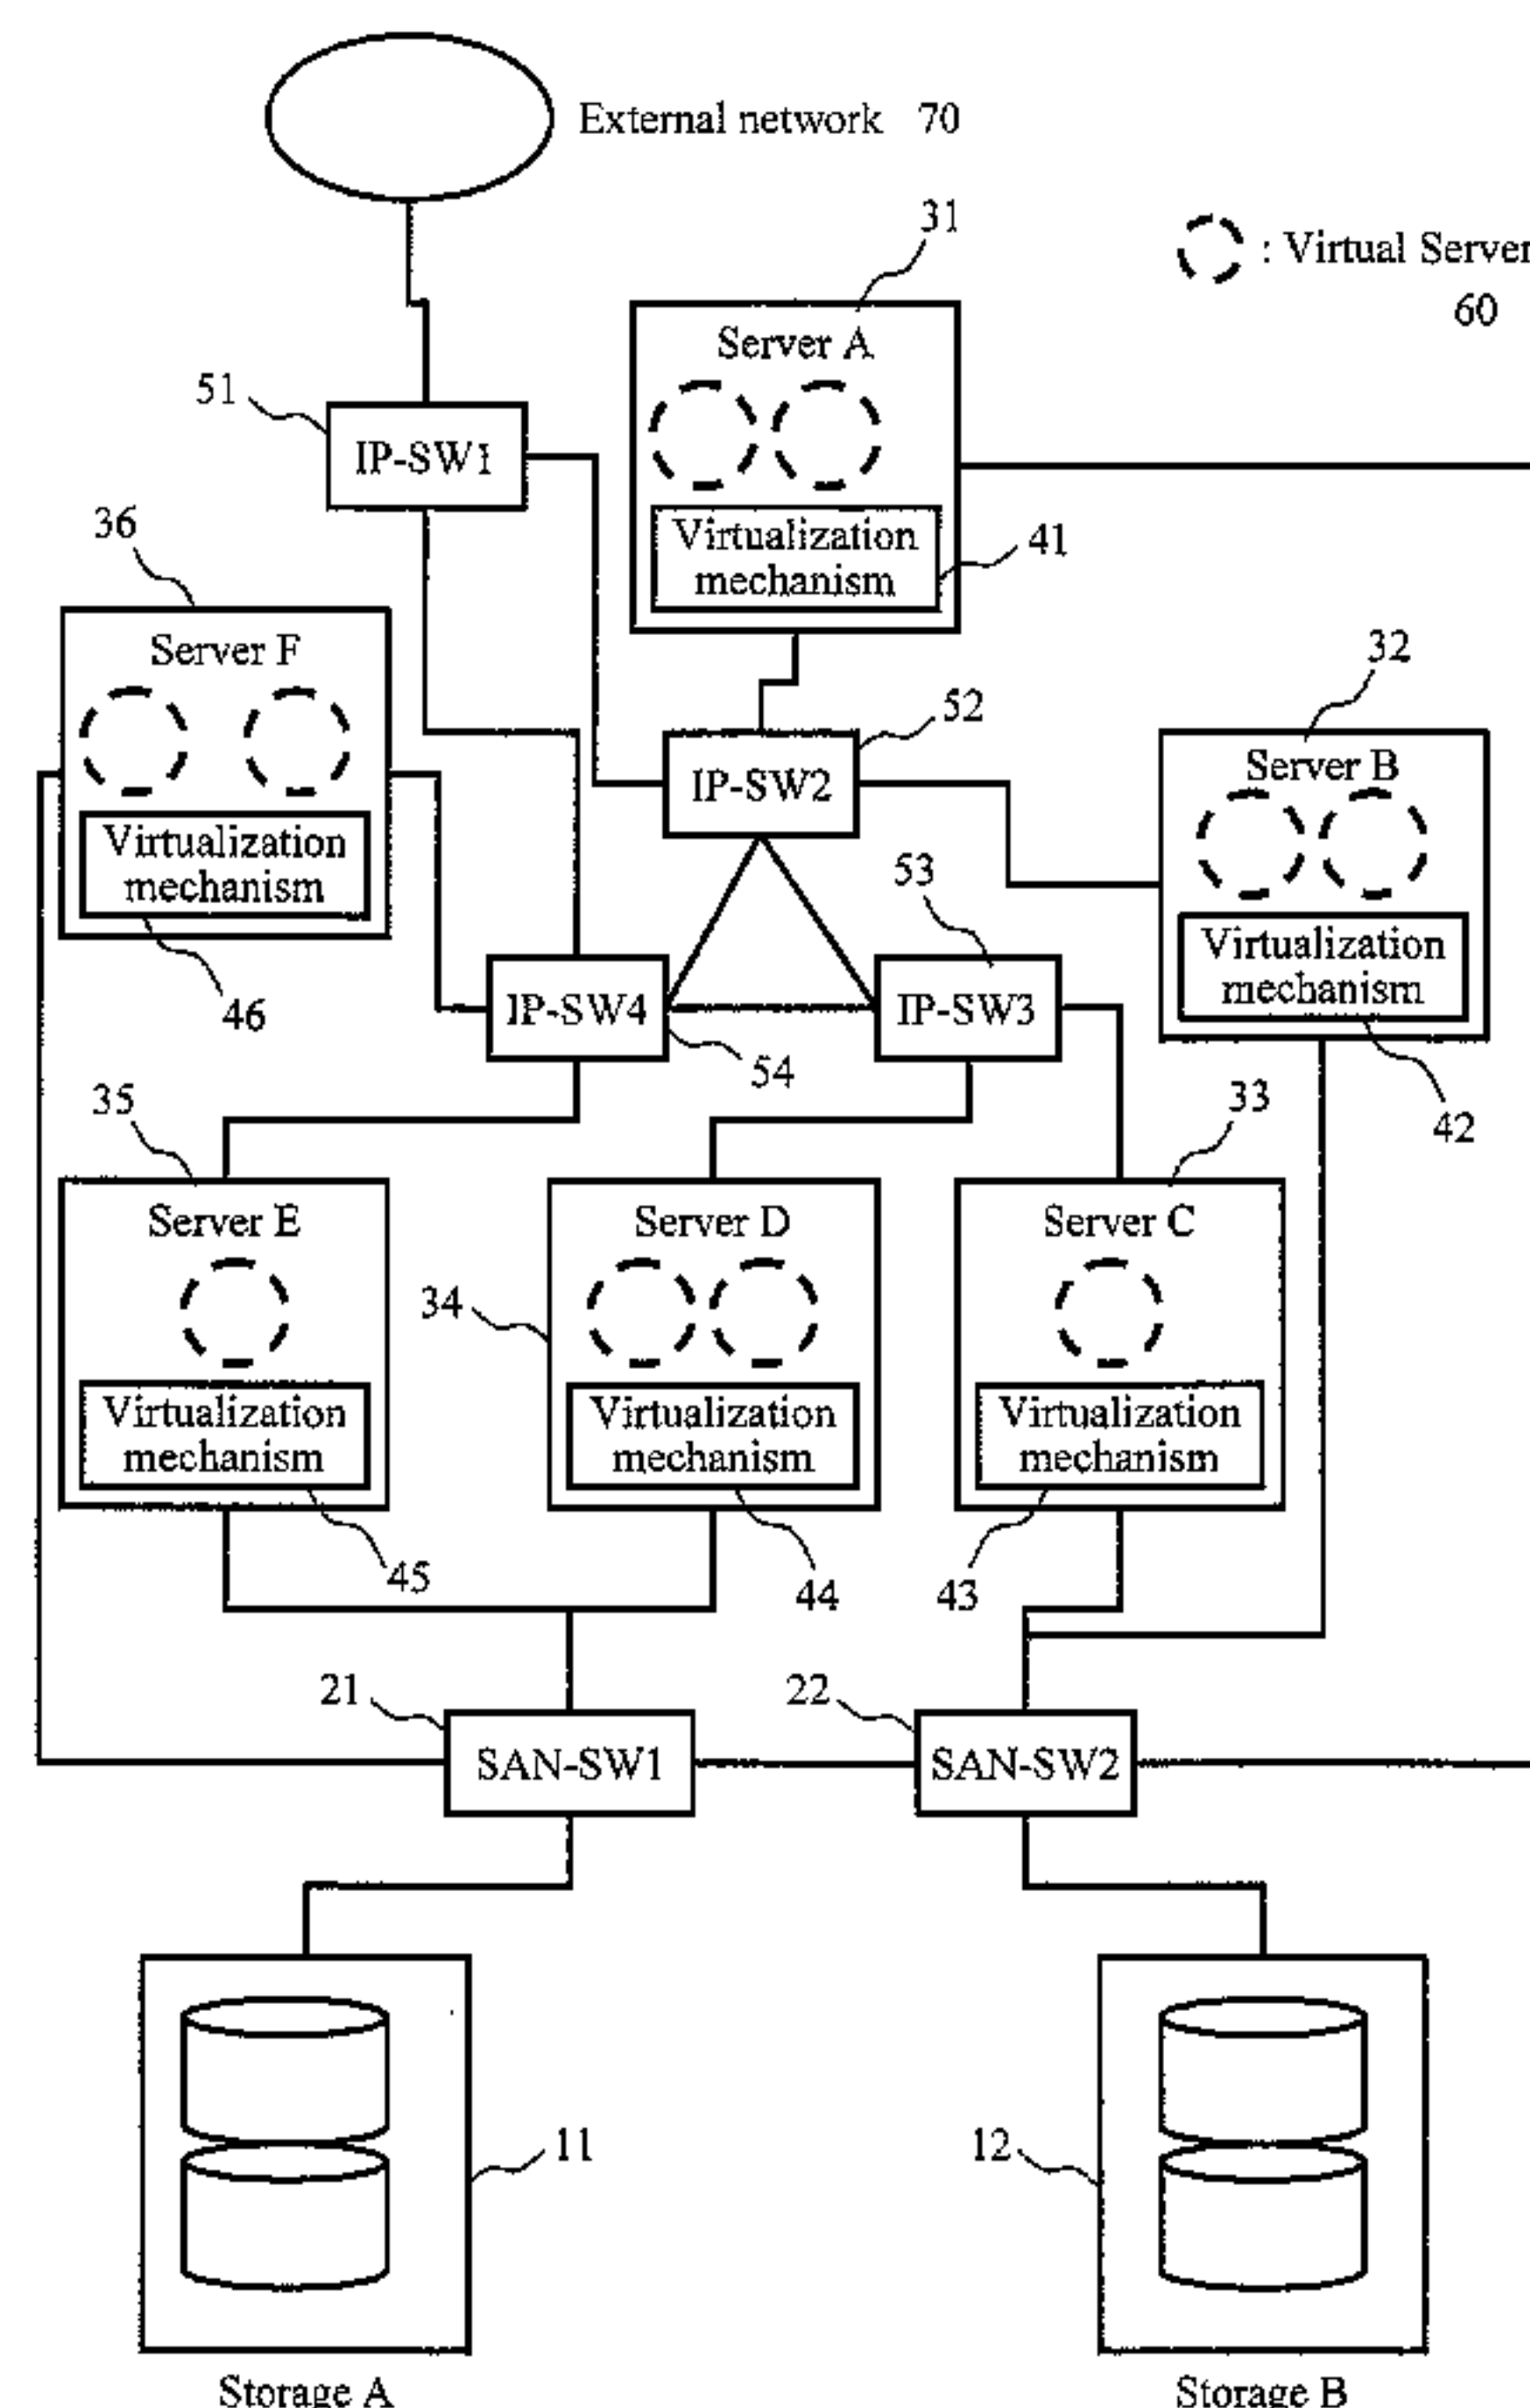 External network 70
31
: Virtual Server
60
Server A
51
IP-SW1
Virtualization
mechanism
41
36
Server F
32
52
Server B
IP-SW2
Virtualization
mechanism
53
Virtualization
mechanism
46
IP-SW4
IP-SW3
54
42
35
33
Server E
Server D
Server C
34
Virtualization
mechanism
Virtualization
mechanism
Virtualization
mechanism
45
44
43
21
22
SAN-SW1
SAN-SW2
11
12
Storage A
Storage B